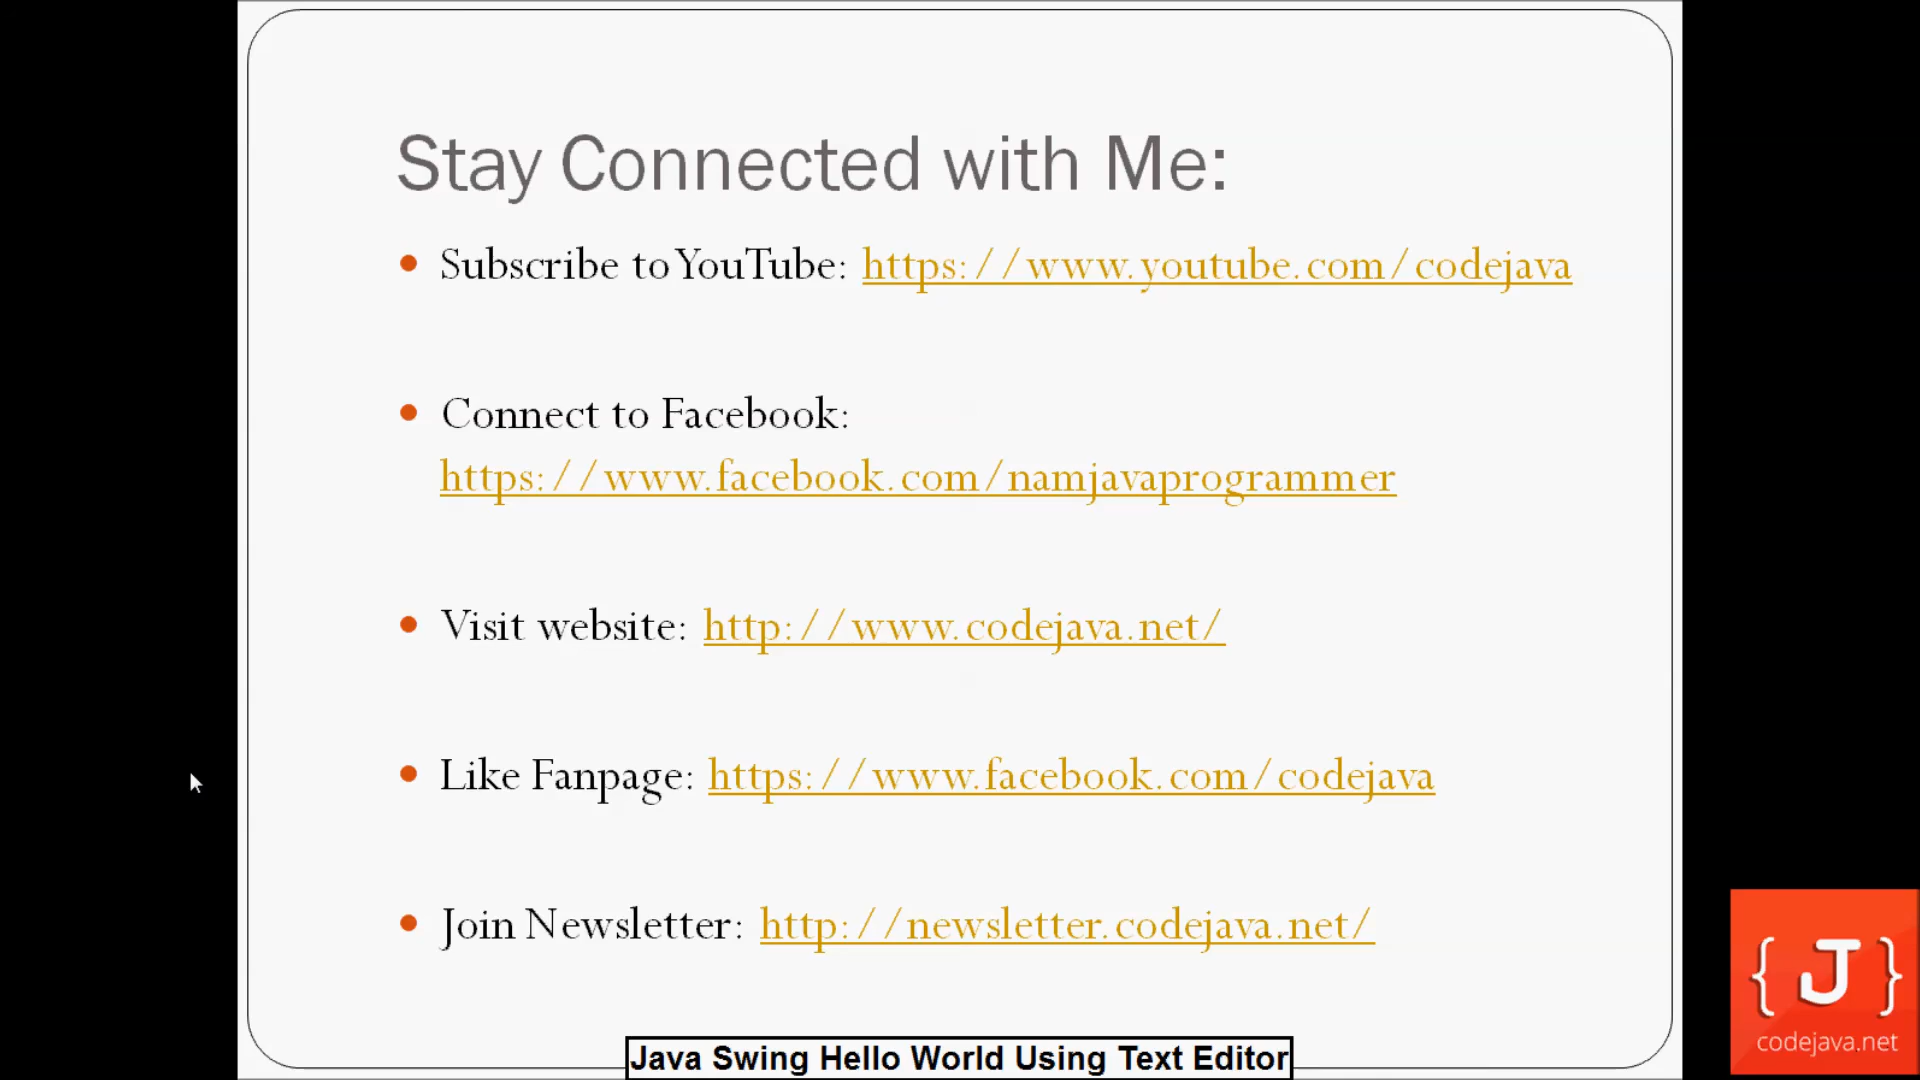 Stay Connected with Me:
Subscribe to YouTube: https://www.youtube.com/codejava
Connect to Facebook:
https://www.facebook.com/namjavaprogrammer
Visit website: http://www.codejava.net/
Like Fanpage: https://www.facebook.com/codejava
Join Newsletter: http://newsletter.codejava.net/
{ J }
codejava.net
Java Swing Hello World Using Text Editor